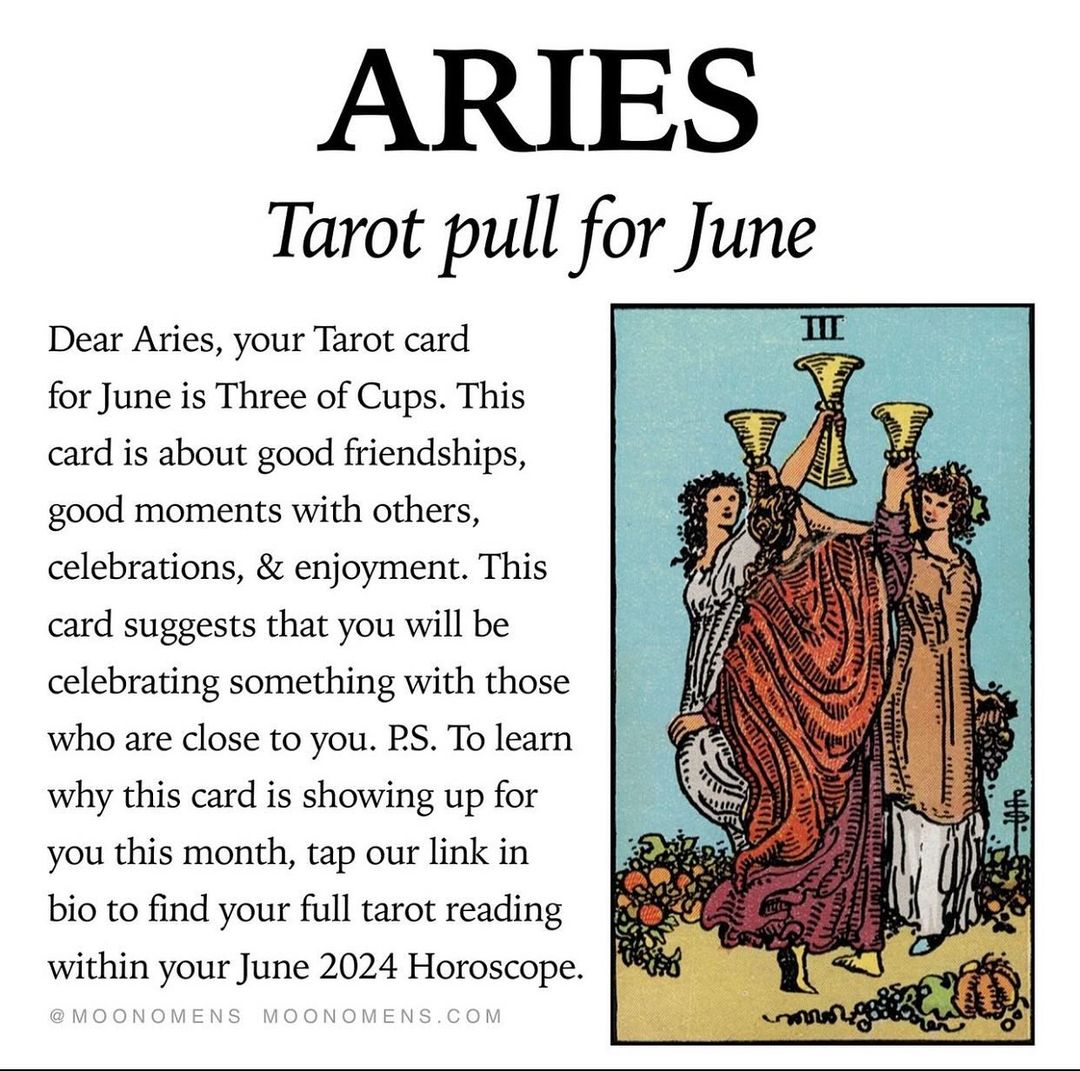 ARIES
Tarot pull for June
Dear Aries, your Tarot card
for June is Three of Cups. This
card is about good friendships,
good moments with others,
celebrations, & enjoyment. This
card suggests that you will be
celebrating something with those
who are close to you. P.S. To learn
why this card is showing up for
you this month, tap our link in
bio to find your full tarot reading
within your June 2024 Horoscope.
@MOONOMENS MOONOMENS.COM
III